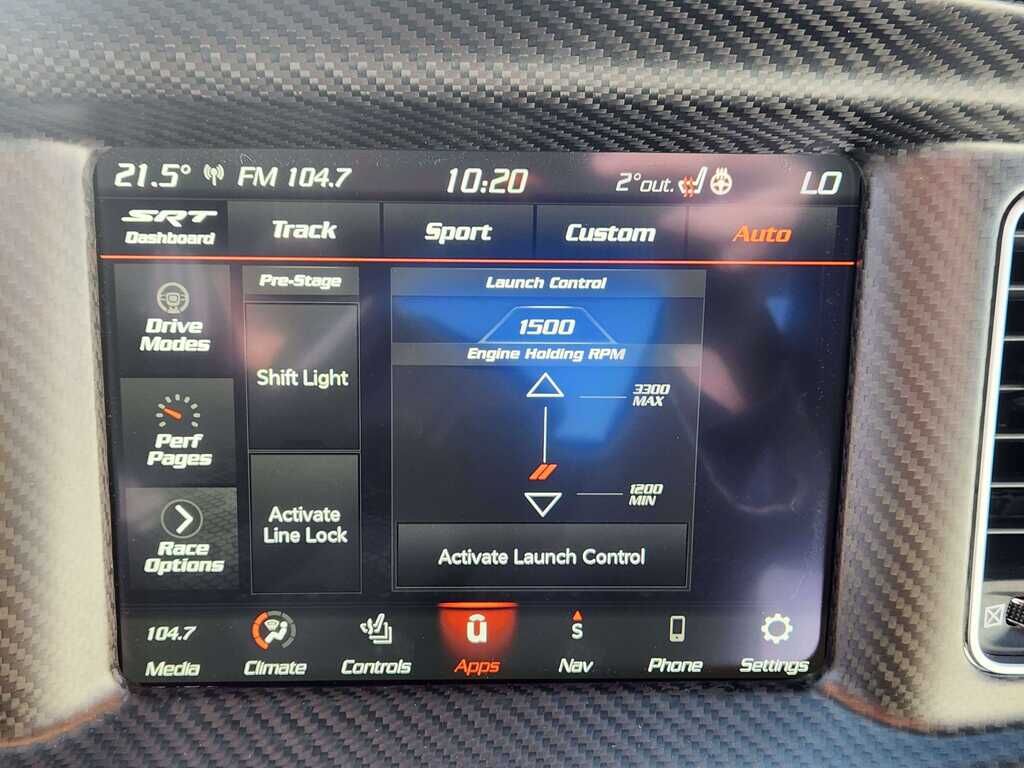 21.5° FM 104.7 10:20 2°out. LO
SRT
Dashboard
Track Sport Custom Auto
Pre-Stage
Launch Control
1500
Engine Holding RPM
Drive
Modes
Shift Light
3300
MAX
Perf
Pages
1200
MIN
Activate
Line Lock
Race
Options
Activate Launch Control
104.7 S
Media Climate Controls Apps Nav Phone Settings